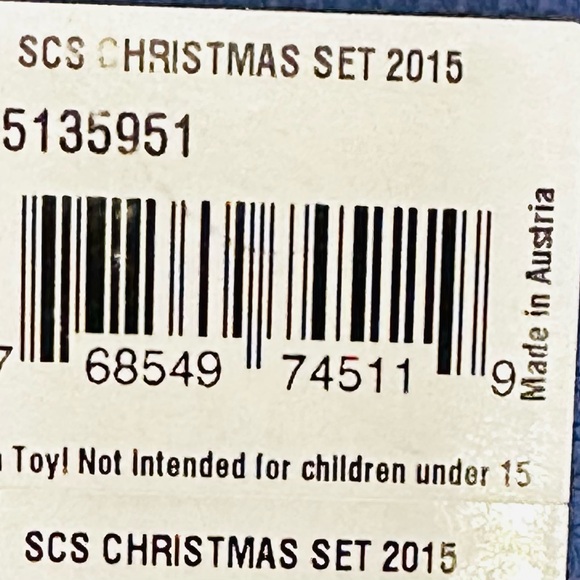 SCS CHRISTMAS SET 2015
5135951
7 68549 74511 9
Made in Austria
Toy! Not Intended for children under 15
SCS CHRISTMAS SET 2015